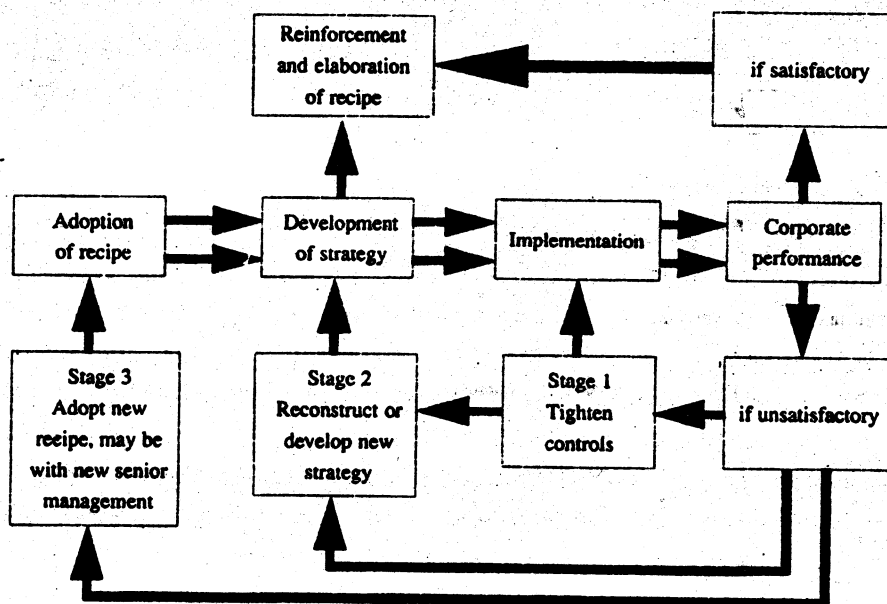 Reinforcement
and elaboration
of recipe
if satisfactory
Adoption
of recipe
Development
of strategy
Implementation
Corporate
performance
Stage 3
Adopt new
recipe, may be
with new senior
management
Stage 2
Reconstruct or
develop new
strategy
Stage 1
Tighten
controls
if unsatisfactory